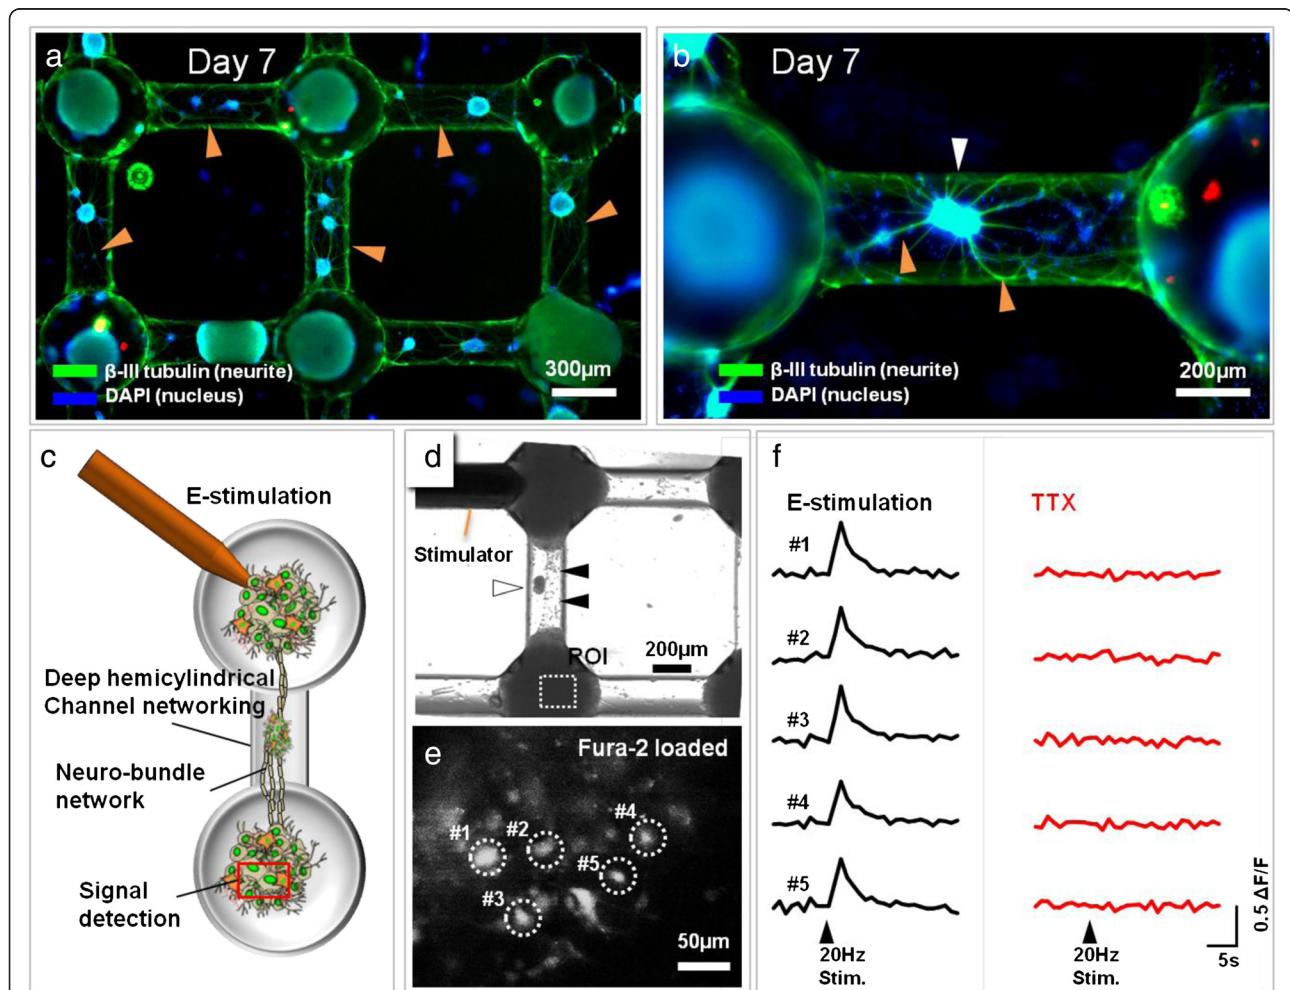 a
Day 7
β-III tubulin (neurite)
DAPI (nucleus)
300µm
b
Day 7
β-III tubulin (neurite)
DAPI (nucleus)
200µm
c
E-stimulation
Deep hemicylindrical
Channel networking
Neuro-bundle
network
Signal
detection
d
Stimulator
200µm
ROI
e
Fura-2 loaded
#1
#2
#3
#4
#5
50µm
f
E-stimulation
TTX
#1
#2
#3
#4
#5
20Hz
Stim.
20Hz
Stim.
0.5 ΔF/F
5s